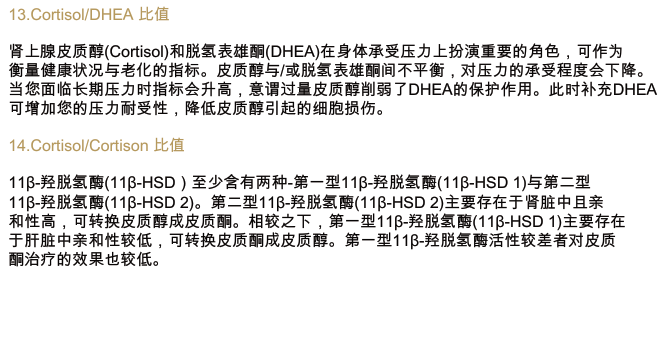 13.Cortisol/DHEA 比值
肾上腺皮质醇(Cortisol)和脱氢表雄酮(DHEA)在身体承受压力上扮演重要的角色，可作为
衡量健康状况与老化的指标。皮质醇与/或脱氢表雄酮间不平衡，对压力的承受程度会下降。
当您面临长期压力时指标会升高，意谓过量皮质醇削弱了DHEA的保护作用。此时补充DHEA
可增加您的压力耐受性，降低皮质醇引起的细胞损伤。
14.Cortisol/Cortison 比值
11β-羟脱氢酶(11β-HSD ) 至少含有两种-第一型11β-羟脱氢酶(11β-HSD 1)与第二型
11β-羟脱氢酶(11β-HSD 2)。第二型11β-羟脱氢酶(11β-HSD 2)主要存在于肾脏中且亲
和性高，可转换皮质醇成皮质酮。相较之下，第一型11β-羟脱氢酶(11β-HSD 1)主要存在
于肝脏中亲和性较低，可转换皮质酮成皮质醇。第一型11β-羟脱氢酶活性较差者对皮质
酮治疗的效果也较低。